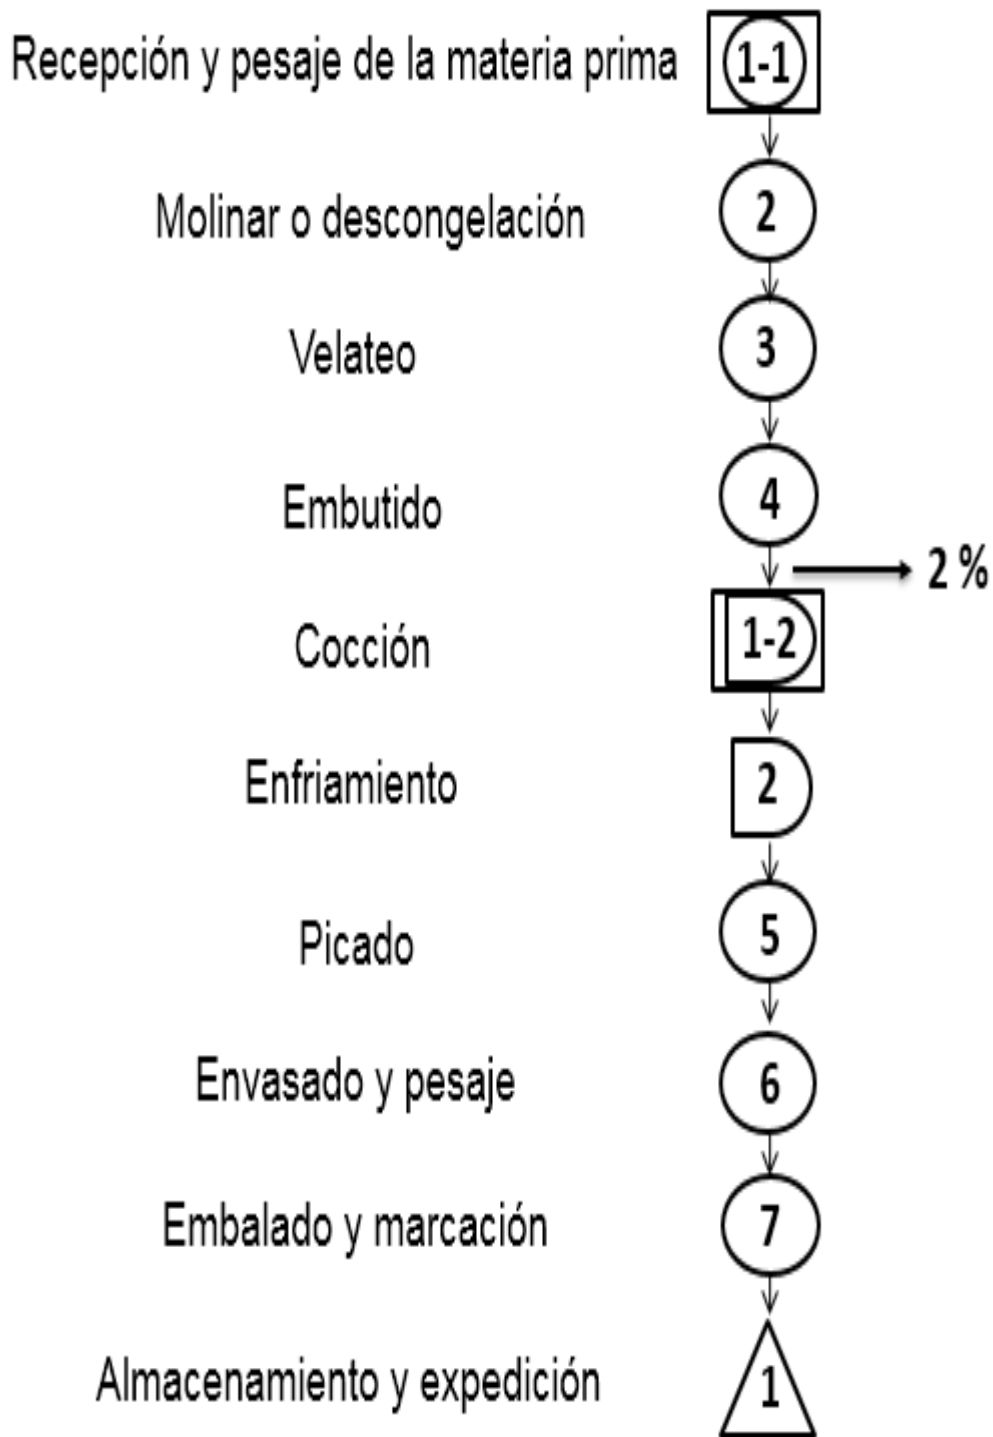 Recepción y pesaje de la materia prima 1-1
Molinar o descongelación 2
Velateo 3
Embutido 4
2 %
Cocción 1-2
Enfriamiento 2
Picado 5
Envasado y pesaje 6
Embalado y marcación 7
Almacenamiento y expedición 1